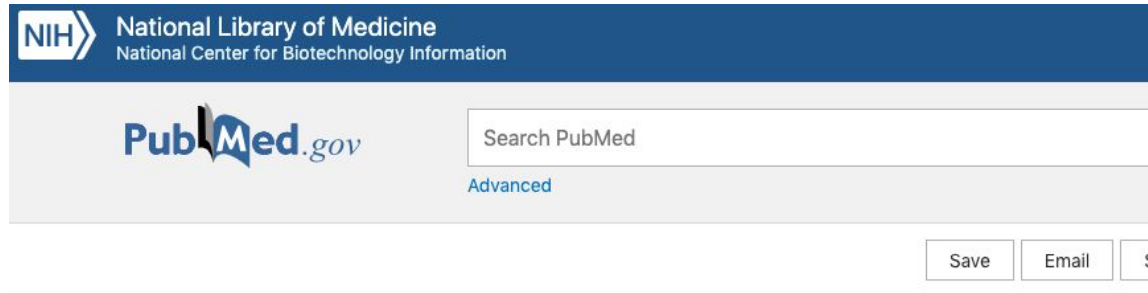 NIH National Library of Medicine
National Center for Biotechnology Information
PubMed.gov
Search PubMed
Advanced
Save Email